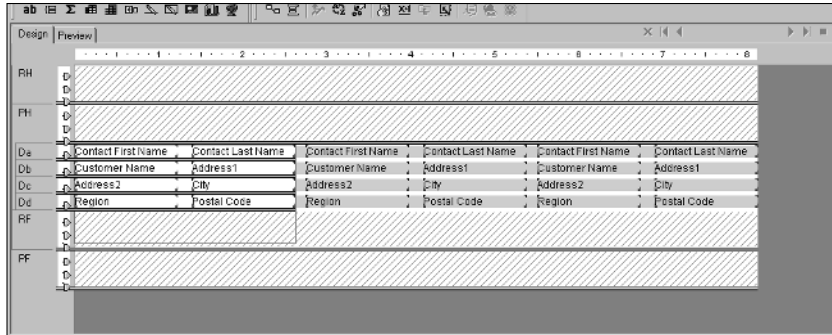 ab Σ
Design Preview
1 2 3 4 5 6 7 8
RH
PH
Da Contact First Name Contact Last Name Contact First Name Contact Last Name Contact First Name Contact Last Name
Db Customer Name Address1 Customer Name Address1 Customer Name Address1
Dc Address2 City Address2 City Address2 City
Dd Region Postal Code Region Postal Code Region Postal Code
RF
PF